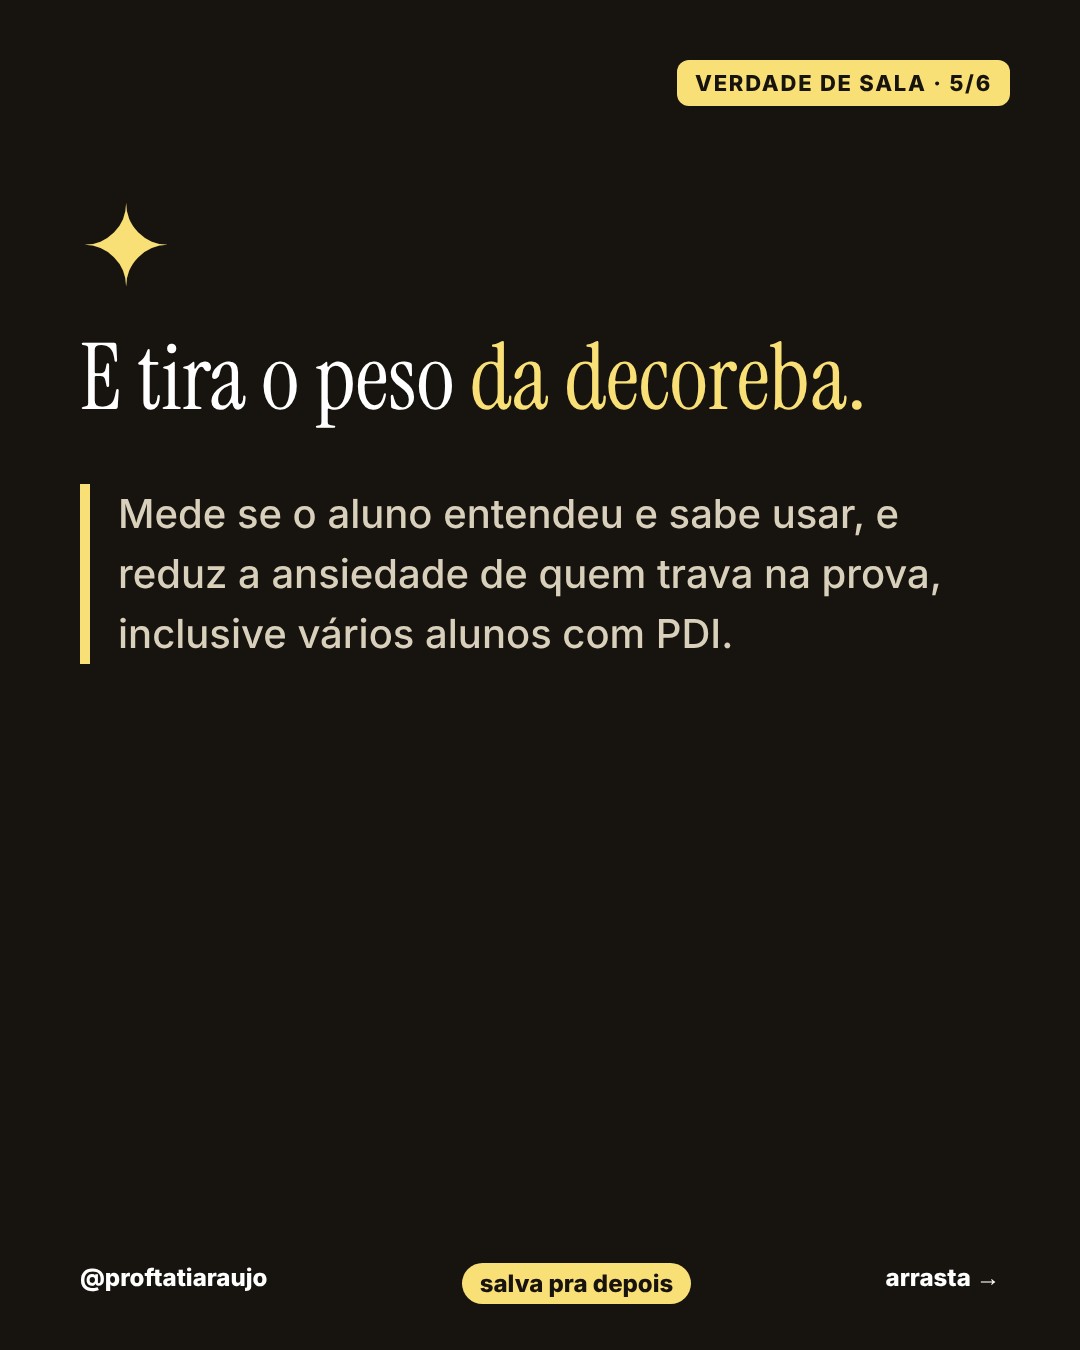 VERDADE DE SALA · 5/6
E tira o peso da decoreba.
Mede se o aluno entendeu e sabe usar, e
reduz a ansiedade de quem trava na prova,
inclusive vários alunos com PDI.
@proftatiaraujo
salva pra depois
arrasta →